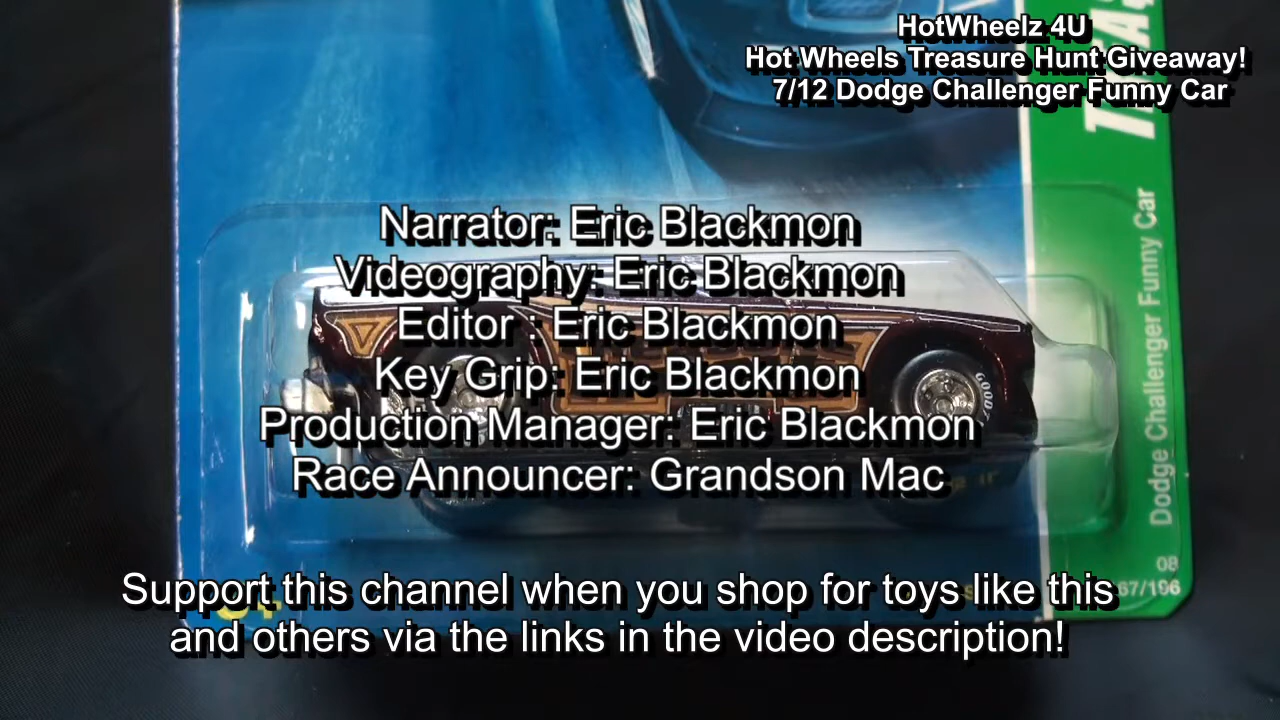 HotWheelz 4U
Hot Wheels Treasure Hunt Giveaway!
7/12 Dodge Challenger Funny Car
Narrator: Eric Blackmon
Videography: Eric Blackmon
Editor : Eric Blackmon
Key Grip: Eric Blackmon
Production Manager: Eric Blackmon
Race Announcer: Grandson Mac
Support this channel when you shop for toys like this
and others via the links in the video description!
Dodge Challenger Funny Car
08
67/196